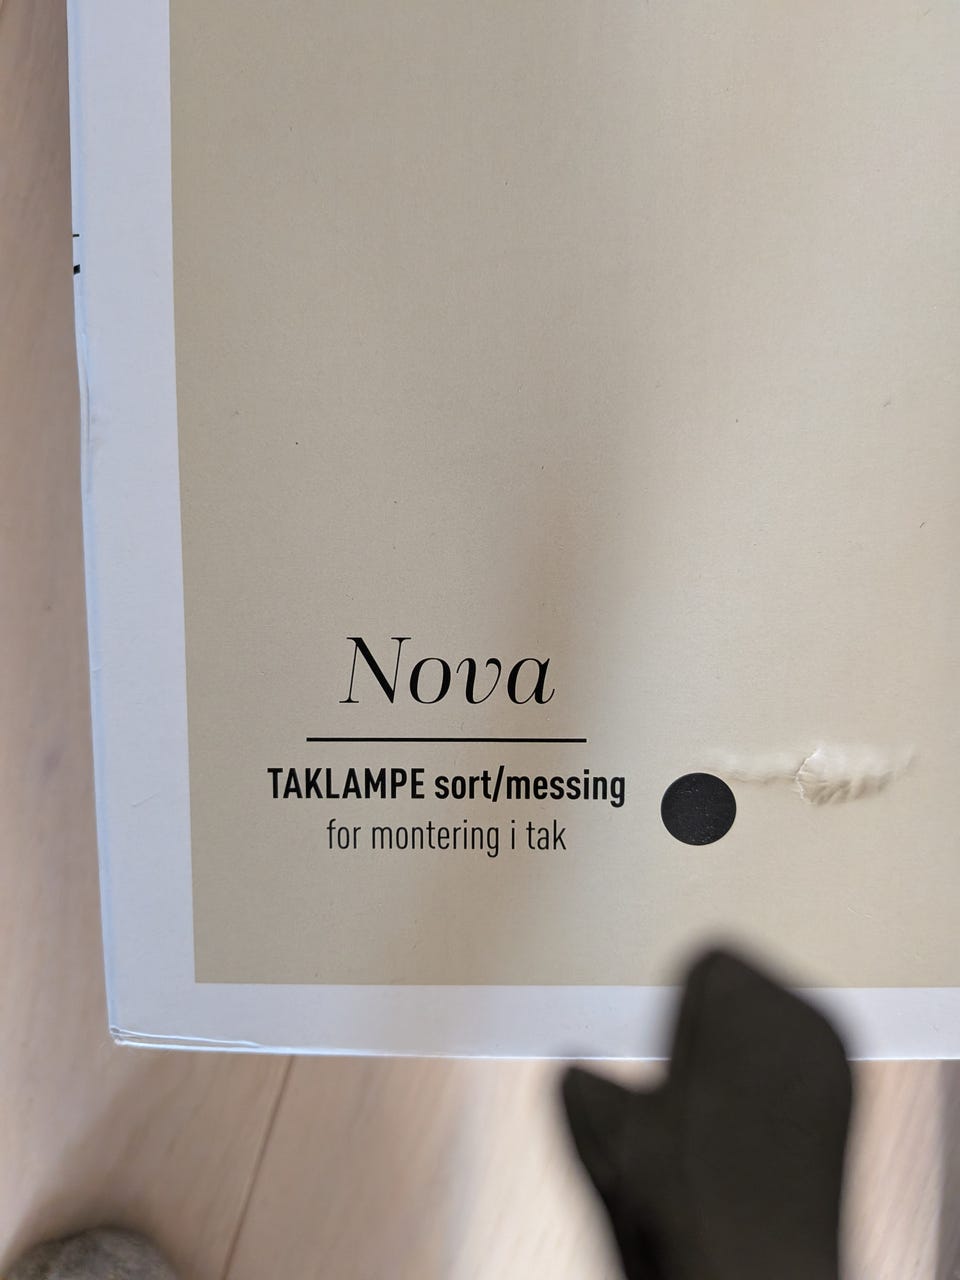 Nova
TAKLAMPE sort/messing
for montering i tak